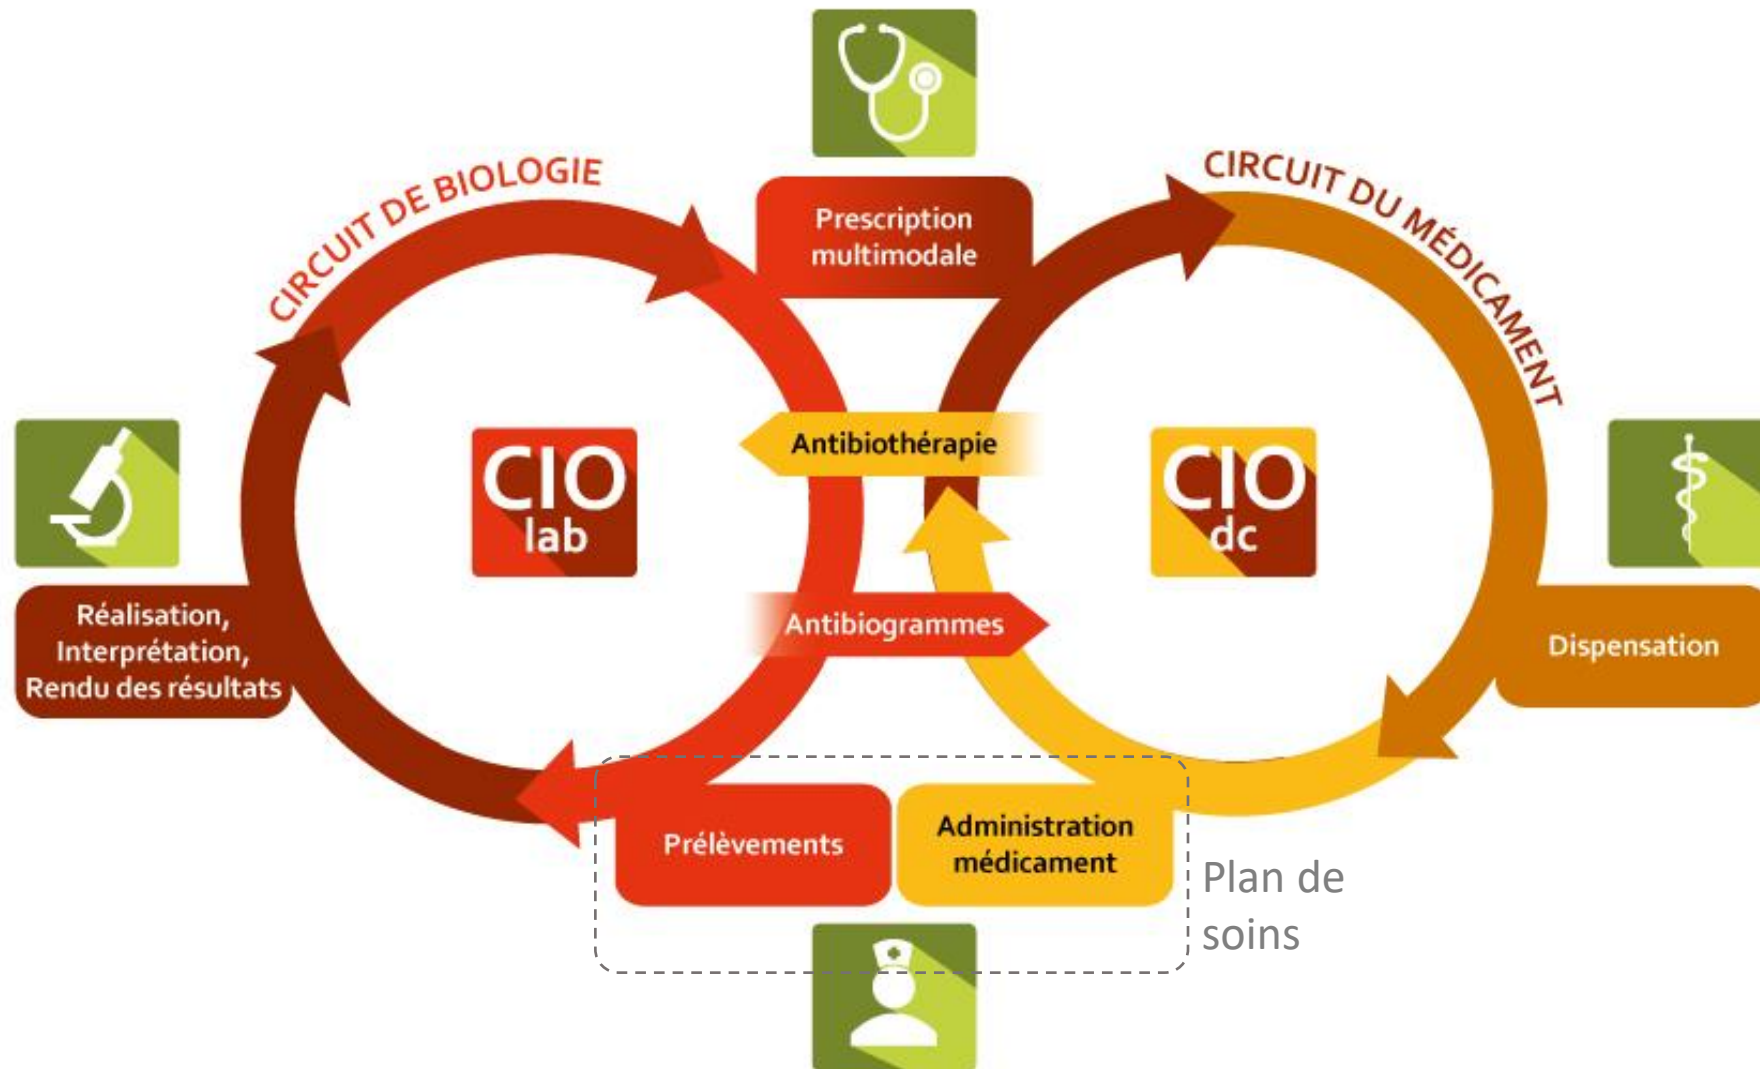 CIRCUIT DE BIOLOGIE
CIRCUIT DU MÉDICAMENT
Prescription
multimodale
Antibiothérapie
CIO
lab
CIO
dc
Antibiogrammes
Réalisation,
Interprétation,
Rendu des résultats
Dispensation
Prélèvements
Administration
médicament
Plan de
soins